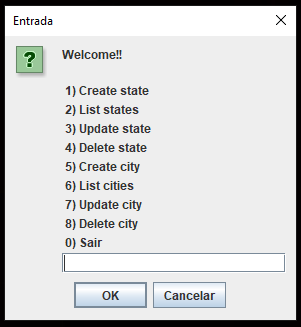 Entrada
Welcome!!
1) Create state
2) List states
3) Update state
4) Delete state
5) Create city
6) List cities
7) Update city
8) Delete city
0) Sair
OK
Cancelar